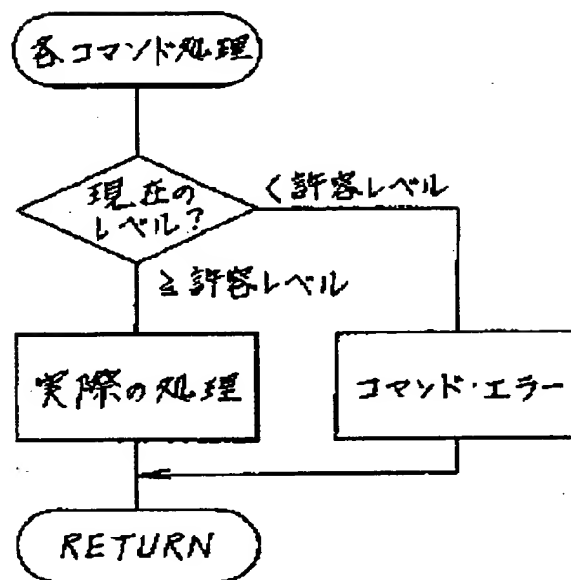 各コマンド処理
現在の
レベル?
<許容レベル
≧許容レベル
実際の処理
コマンド・エラー
RETURN